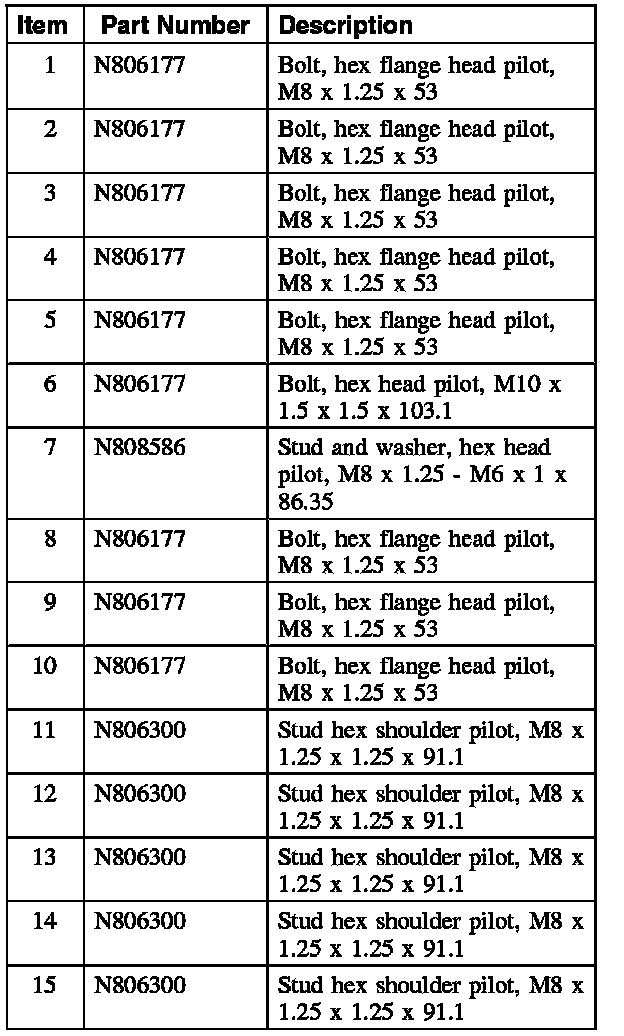 Item Part Number Description
1 N806177 Bolt, hex flange head pilot,
M8 x 1.25 x 53
2 N806177 Bolt, hex flange head pilot,
M8 x 1.25 x 53
3 N806177 Bolt, hex flange head pilot,
M8 x 1.25 x 53
4 N806177 Bolt, hex flange head pilot,
M8 x 1.25 x 53
5 N806177 Bolt, hex flange head pilot,
M8 x 1.25 x 53
6 N806177 Bolt, hex head pilot, M10 x
1.5 x 1.5 x 103.1
7 N808586 Stud and washer, hex head
pilot, M8 x 1.25 - M6 x 1 x
86.35
8 N806177 Bolt, hex flange head pilot,
M8 x 1.25 x 53
9 N806177 Bolt, hex flange head pilot,
M8 x 1.25 x 53
10 N806177 Bolt, hex flange head pilot,
M8 x 1.25 x 53
11 N806300 Stud hex shoulder pilot, M8 x
1.25 x 1.25 x 91.1
12 N806300 Stud hex shoulder pilot, M8 x
1.25 x 1.25 x 91.1
13 N806300 Stud hex shoulder pilot, M8 x
1.25 x 1.25 x 91.1
14 N806300 Stud hex shoulder pilot, M8 x
1.25 x 1.25 x 91.1
15 N806300 Stud hex shoulder pilot, M8 x
1.25 x 1.25 x 91.1